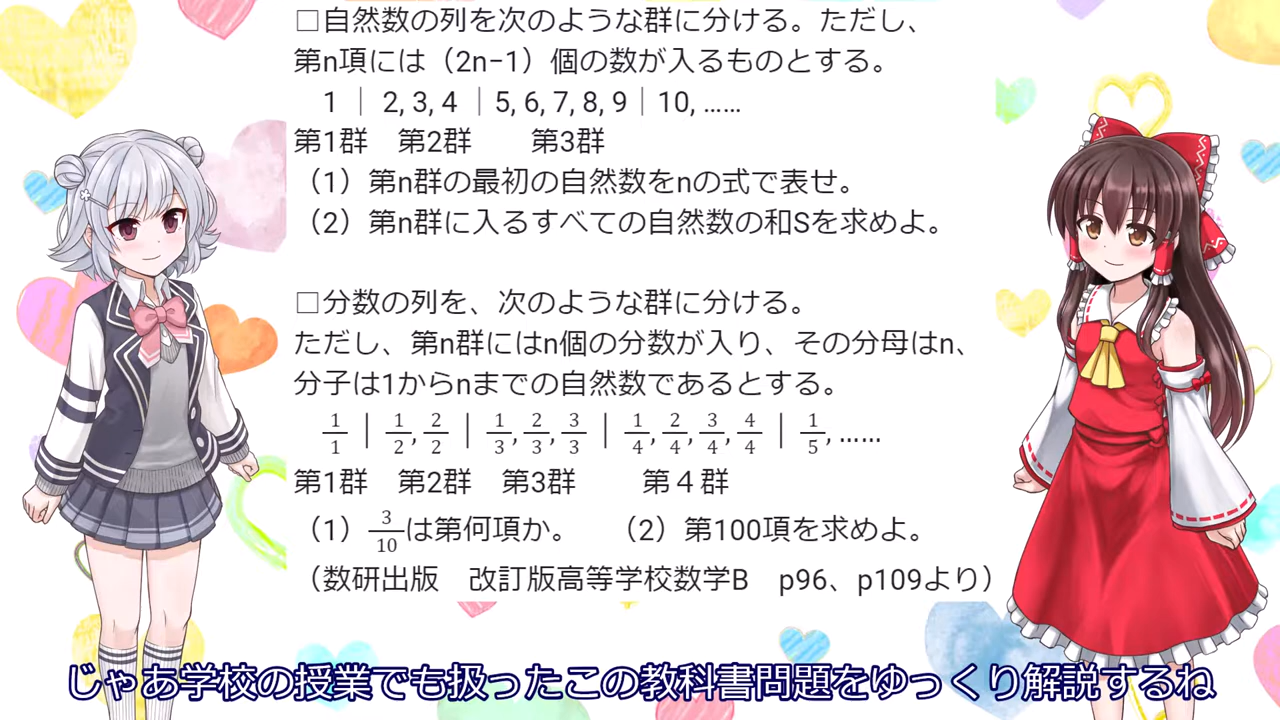 □自然数の列を次のような群に分ける。ただし、
第n項には（2n−1）個の数が入るものとする。
1 ｜ 2, 3, 4 ｜5, 6, 7, 8, 9｜10, ……
第1群　第2群　　第3群
（1）第n群の最初の自然数をnの式で表せ。
（2）第n群に入るすべての自然数の和Sを求めよ。
□分数の列を、次のような群に分ける。
ただし、第n群にはn個の分数が入り、その分母はn、
分子は1からnまでの自然数であるとする。
1/1 ｜ 1/2, 2/2 ｜ 1/3, 2/3, 3/3 ｜ 1/4, 2/4, 3/4, 4/4 ｜ 1/5, ……
第1群　第2群　第3群　　第４群
（1）3/10は第何項か。　（2）第100項を求めよ。
（数研出版　改訂版高等学校数学B　p96、p109より）
じゃあ学校の授業でも扱ったこの教科書問題をゆっくり解説するね